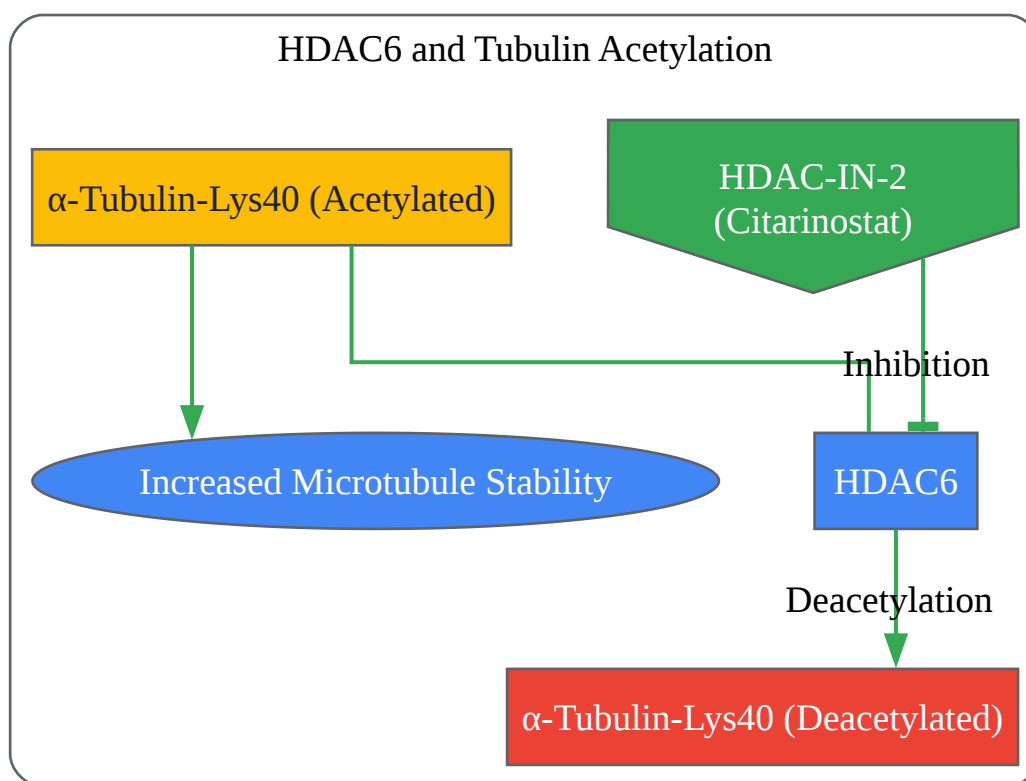 HDAC6 and Tubulin Acetylation
α-Tubulin-Lys40 (Acetylated)
HDAC-IN-2
(Citarinostat)
Inhibition
Increased Microtubule Stability
HDAC6
Deacetylation
α-Tubulin-Lys40 (Deacetylated)